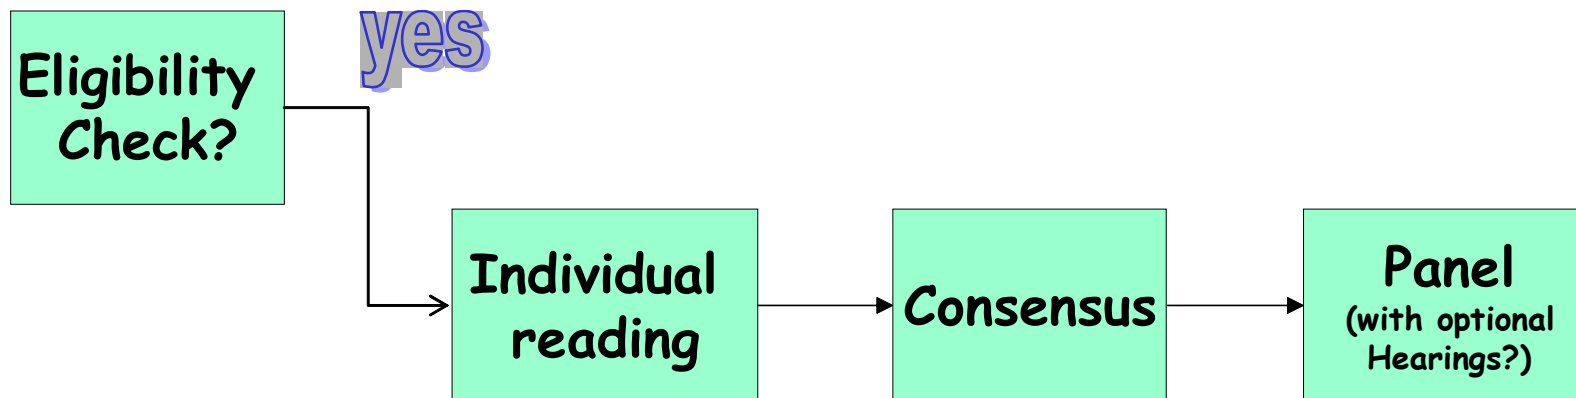 Eligibility
Check?
yes
Individual
reading
Consensus
Panel
(with optional
Hearings?)